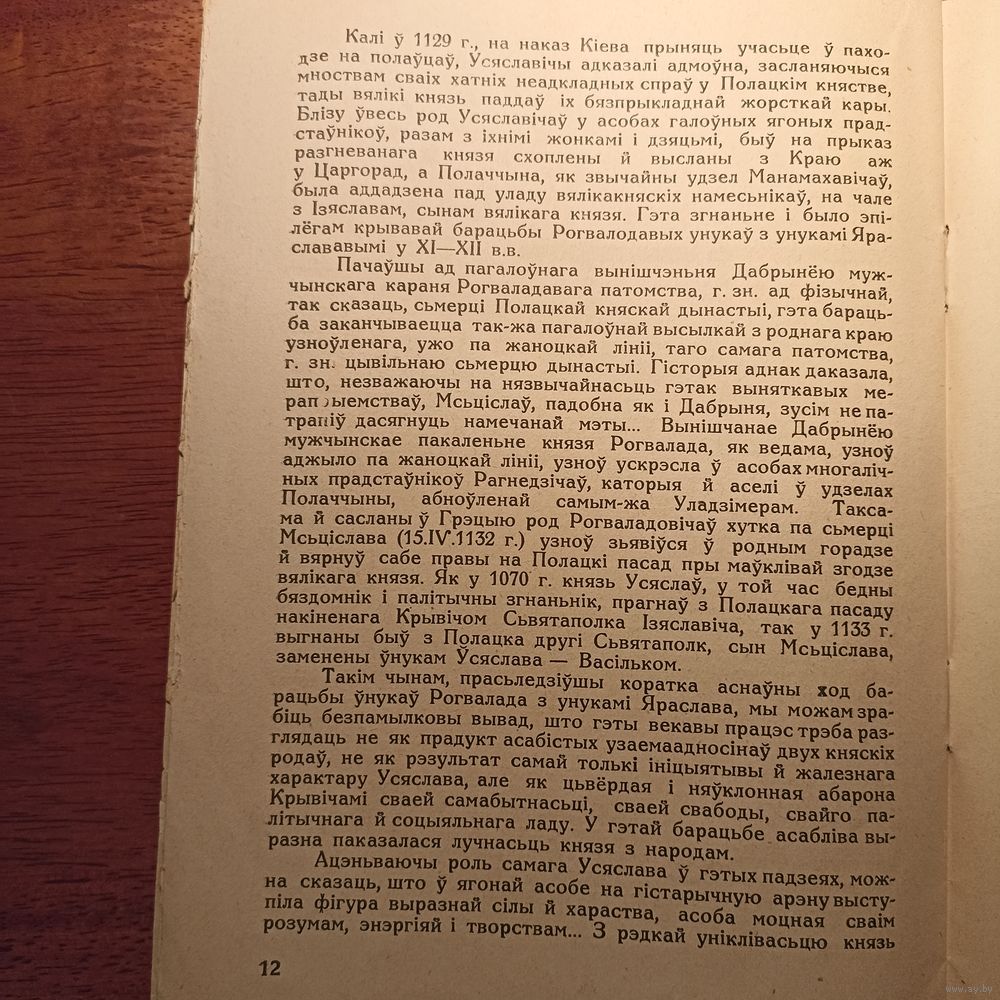 Калі ў 1129 г., на наказ Кіева прыняць учасьце ў пахо-
дзе на полаўцаў, Усяславічы адказалі адмоўна, засланяючыся
мноствам сваіх хатніх неадкладных спраў у Полацкім княстве,
тады вялікі князь паддаў іх бязпрыкладнай жорсткай кары.
Блізу ўвесь род Усяславічаў у асобах галоўных ягоных прад-
стаўнікоў, разам з іхнімі жонкамі і дзяцьмі, быў на прыказ
разгневанага князя схоплены й высланы з Краю аж
у Царгорад, а Полаччына, як звычайны удзел Манамахавічаў,
была аддадзена пад уладу вялікакняскіх намесьнікаў, на чале
з Ізяславам, сынам вялікага князя. Гэта згнаньне і было эпі-
лёгам крывавай барацьбы Рогвалодавых унукаў з унукамі Яра-
слававымі у XI—XII в.в.
Пачаўшы ад пагалоўнага вынішчэньня Дабрынёю муж-
чынскага караня Рогваладавага патомства, г. зн. ад фізычнай,
так сказаць, сьмерці Полацкай княскай дынастыі, гэта бараць-
ба заканчываецца так-жа пагалоўнай высылкай з роднага краю
узноўленага, ужо па жаноцкай лініі, таго самага патомства,
г. зн. цывільнаю сьмерцю дынастыі. Гісторыя аднак даказала,
што, незважаючы на нязвычайнасьць гэтак выняткавых ме-
рап ыемстваў, Мсьціслаў, падобна як і Дабрыня, зусім не па-
трапіў дасягнуць намечанай мэты... Вынішчанае Дабрынёю
мужчынскае пакаленьне князя Рогвалада, як ведама, узноў
аджыло па жаноцкай лініі, узноў ускрэсла ў асобах многаліч-
ных прадстаўнікоў Рагнедзічаў, каторыя й аселі ў удзелах
Полаччыны, абноўленай самым-жа Уладзімерам. Такса-
ма й сасланы ў Грэцыю род Рогваладовічаў хутка па сьмерці
Мсьціслава (15.IV.1132 г.) узноў зьявіўся ў родным горадзе
й вярнуў сабе правы на Полацкі пасад пры маўклівай згодзе
вялікага князя. Як у 1070 г. князь Усяслаў, у той час бедны
бяздомнік і палітычны згнаньнік, прагнаў з Полацкага пасаду
накіненага Крывічом Сьвятаполка Ізяславіча, так у 1133 г.
выгнаны быў з Полацка другі Сьвятаполк, сын Мсьціслава,
заменены ўнукам Ўсяслава — Васільком.
Такім чынам, прасьледзіўшы коратка аснаўны ход ба-
рацьбы ўнукаў Рогвалада з унукамі Яраслава, мы можам зра-
біць безпамылковы вывад, што гэты векавы працэс трэба раз-
глядаць не як прадукт асабістых узаемаадносінаў двух княскіх
родаў, не як рэзультат самай толькі ініцыятывы й жалезнага
характару Усяслава, але як цьвёрдая і няўклонная абарона
Крывічамі сваей самабытнасьці, сваей свабоды, свайго па-
літычнага й соцыяльнага ладу. У гэтай барацьбе асабліва вы-
разна паказалася лучнасьць князя з народам.
Ацэньваючы роль самага Усяслава ў гэтых падзеях, мож-
на сказаць, што ў ягонай асобе на гістарычную арэну высту-
піла фігура выразнай сілы й хараства, асоба моцная сваім
розумам, энэргіяй і творствам... З рэдкай уніклівасьцю князь
12
www.ay.by